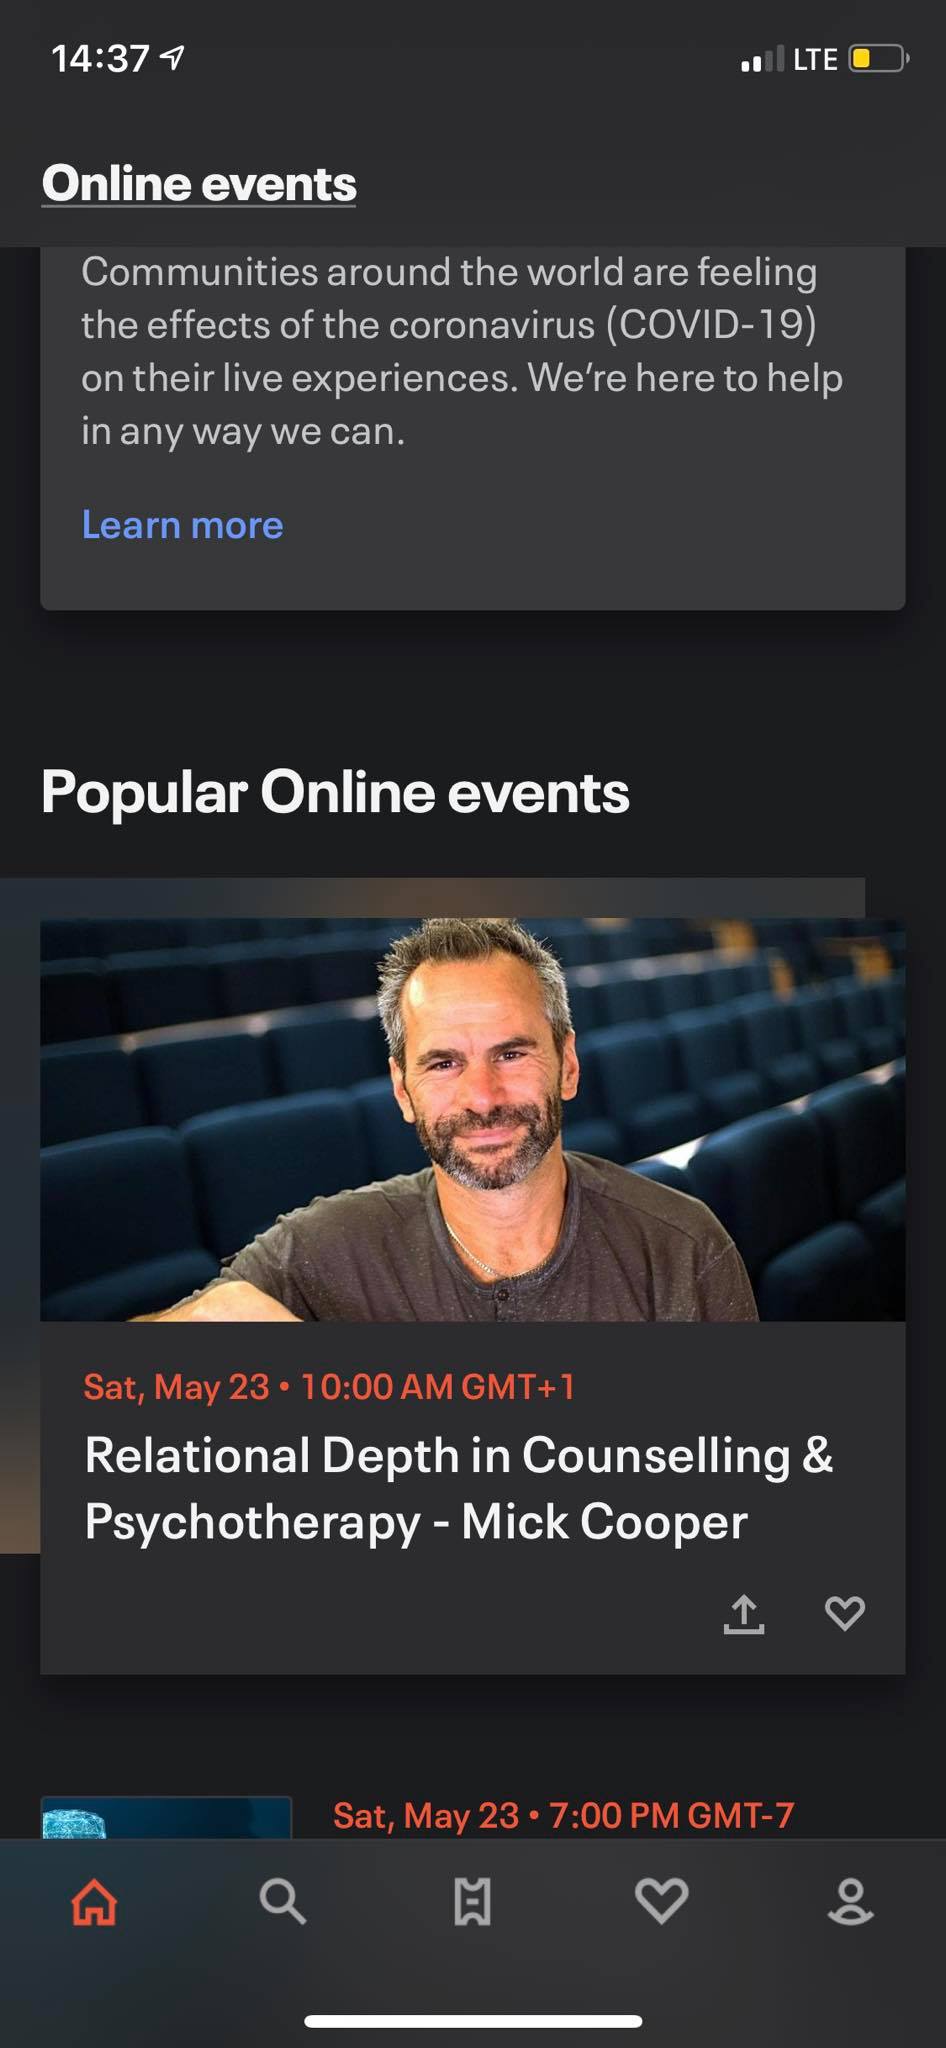 14:37
LTE
Online events
Communities around the world are feeling
the effects of the coronavirus (COVID-19)
on their live experiences. We’re here to help
in any way we can.
Learn more
Popular Online events
Sat, May 23 • 10:00 AM GMT+1
Relational Depth in Counselling &
Psychotherapy - Mick Cooper
Sat, May 23 • 7:00 PM GMT-7